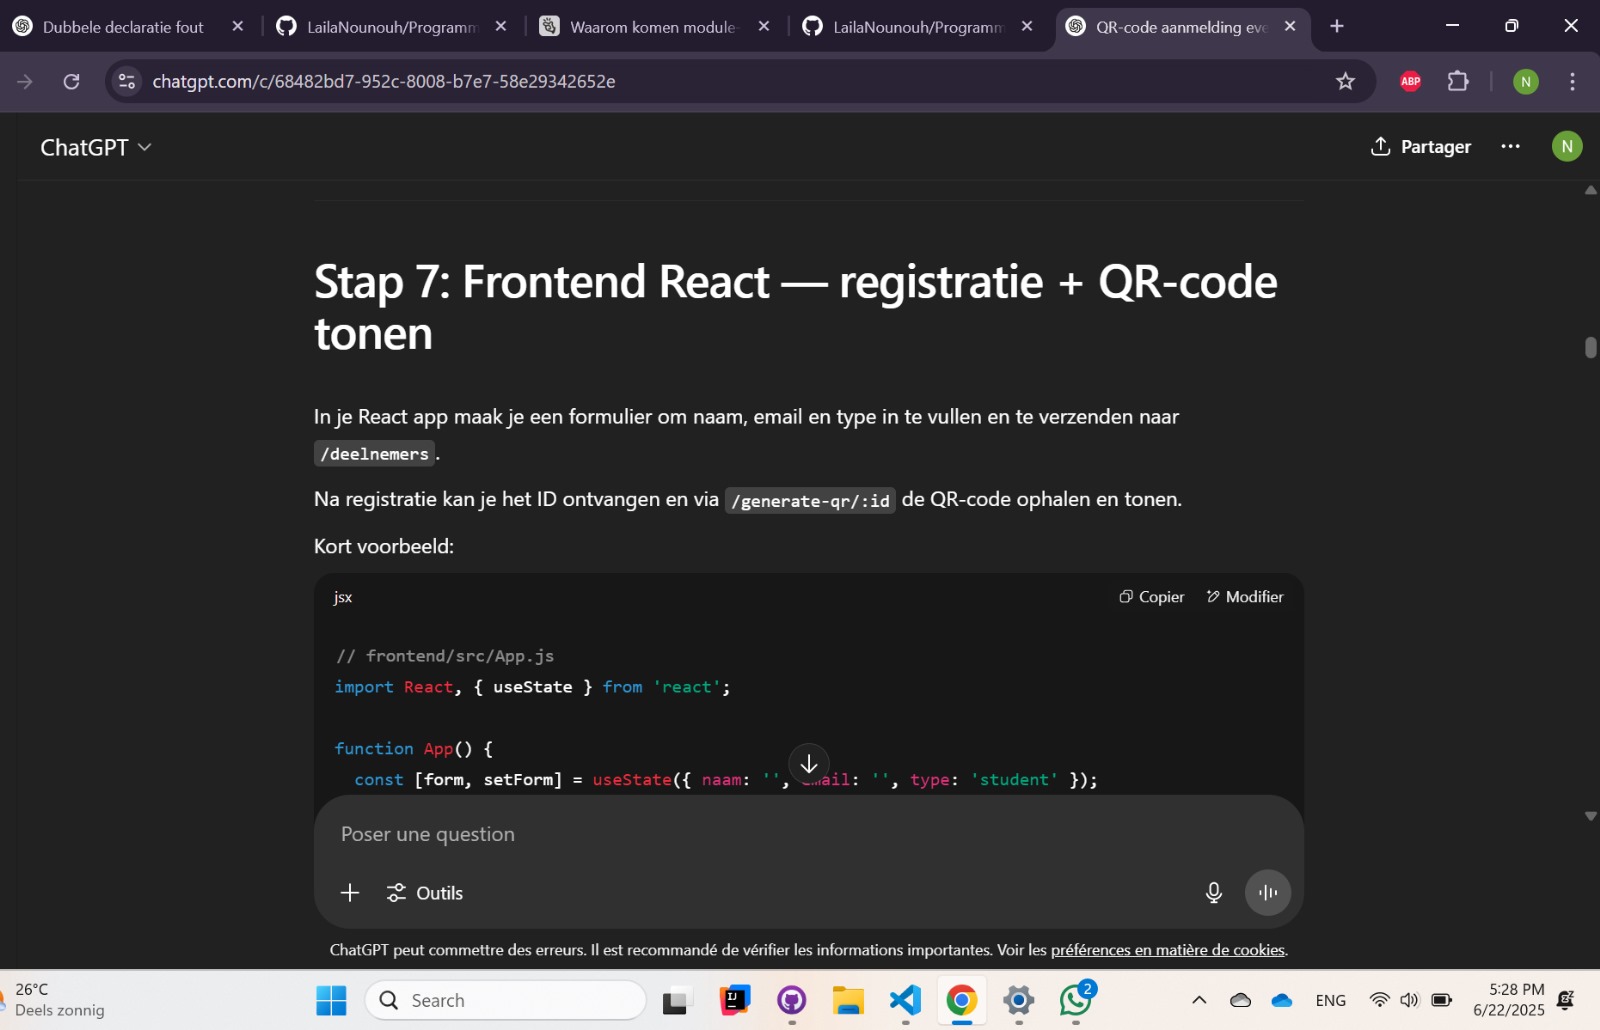 Dubbele declaratie fout
LailaNounouh/Programm
Waarom komen module-
LailaNounouh/Programm
QR-code aanmelding eve
chatgpt.com/c/68482bd7-952c-8008-b7e7-58e29342652e
ABP
N
ChatGPT
Partager
N
Stap 7: Frontend React — registratie + QR-code
tonen
In je React app maak je een formulier om naam, email en type in te vullen en te verzenden naar
/deelnemers.
Na registratie kan je het ID ontvangen en via /generate-qr/:id de QR-code ophalen en tonen.
Kort voorbeeld:
jsx
Copier
Modifier
// frontend/src/App.js
import React, { useState } from 'react';
function App() {
const [form, setForm] = useState({ naam: '', email: '', type: 'student' });
Poser une question
Outils
ChatGPT peut commettre des erreurs. Il est recommandé de vérifier les informations importantes. Voir les préférences en matière de cookies.
26°C
Deels zonnig
Search
IJ
2
ENG
5:28 PM
6/22/2025